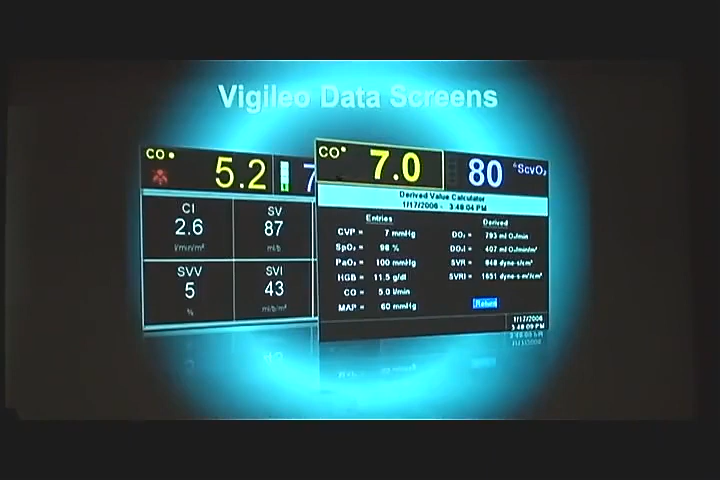 Vigileo Data Screens
CO
5.2
7
CI
2.6
l/min/m²
SV
87
ml/b
SVV
5
%
SVI
43
ml/b/m²
CO
7.0
80
ScvO₂
Derived Value Calculator
1/17/2006 - 3:48:04 PM
Entries
CVP = 7 mmHg
SpO₂ = 98 %
PaO₂ = 100 mmHg
HGB = 11.5 g/dl
CO = 5.0 l/min
MAP = 60 mmHg
Derived
DO₂ = 793 ml O₂/min
DO₂I = 407 ml O₂/min/m²
SVR = 848 dyne-s/cm⁵
SVRI = 1651 dyne-s-m²/cm⁵
Return
1/17/2006
3:48:09 PM